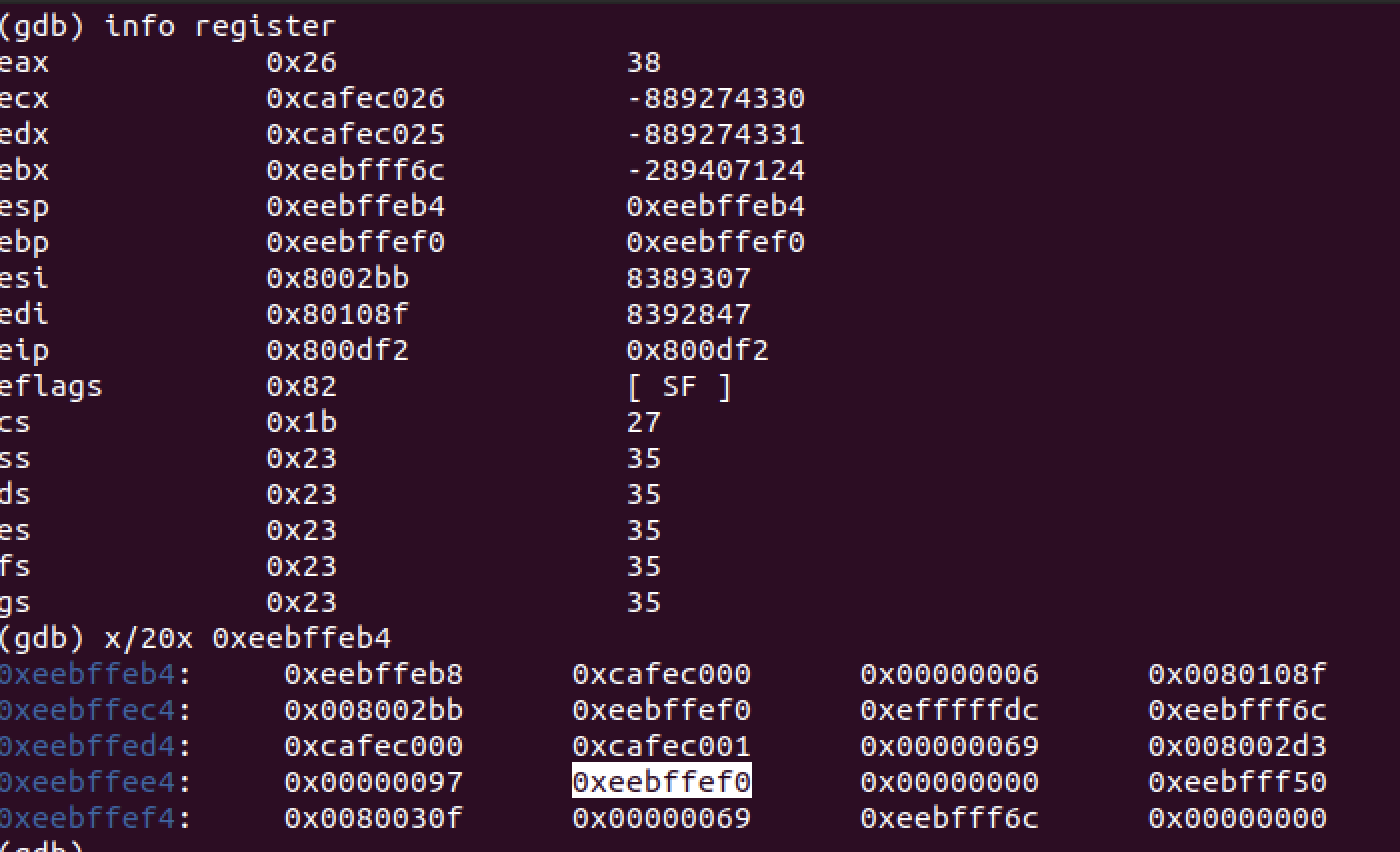 (gdb) info register
eax 0x26 38
ecx 0xcafec026 -889274330
edx 0xcafec025 -889274331
ebx 0xeebfff6c -289407124
esp 0xeebffeb4 0xeebffeb4
ebp 0xeebffef0 0xeebffef0
esi 0x8002bb 8389307
edi 0x80108f 8392847
eip 0x800df2 0x800df2
eflags 0x82 [ SF ]
cs 0x1b 27
ss 0x23 35
ds 0x23 35
es 0x23 35
fs 0x23 35
gs 0x23 35
(gdb) x/20x 0xeebffeb4
0xeebffeb4: 0xeebffeb8 0xcafec000 0x00000006 0x0080108f
0xeebffec4: 0x008002bb 0xeebffef0 0xefffffdc 0xeebfff6c
0xeebffed4: 0xcafec000 0xcafec001 0x00000069 0x008002d3
0xeebffee4: 0x00000097 0xeebffef0 0x00000000 0xeebfff50
0xeebffef4: 0x0080030f 0x00000069 0xeebfff6c 0x00000000
(gdb)